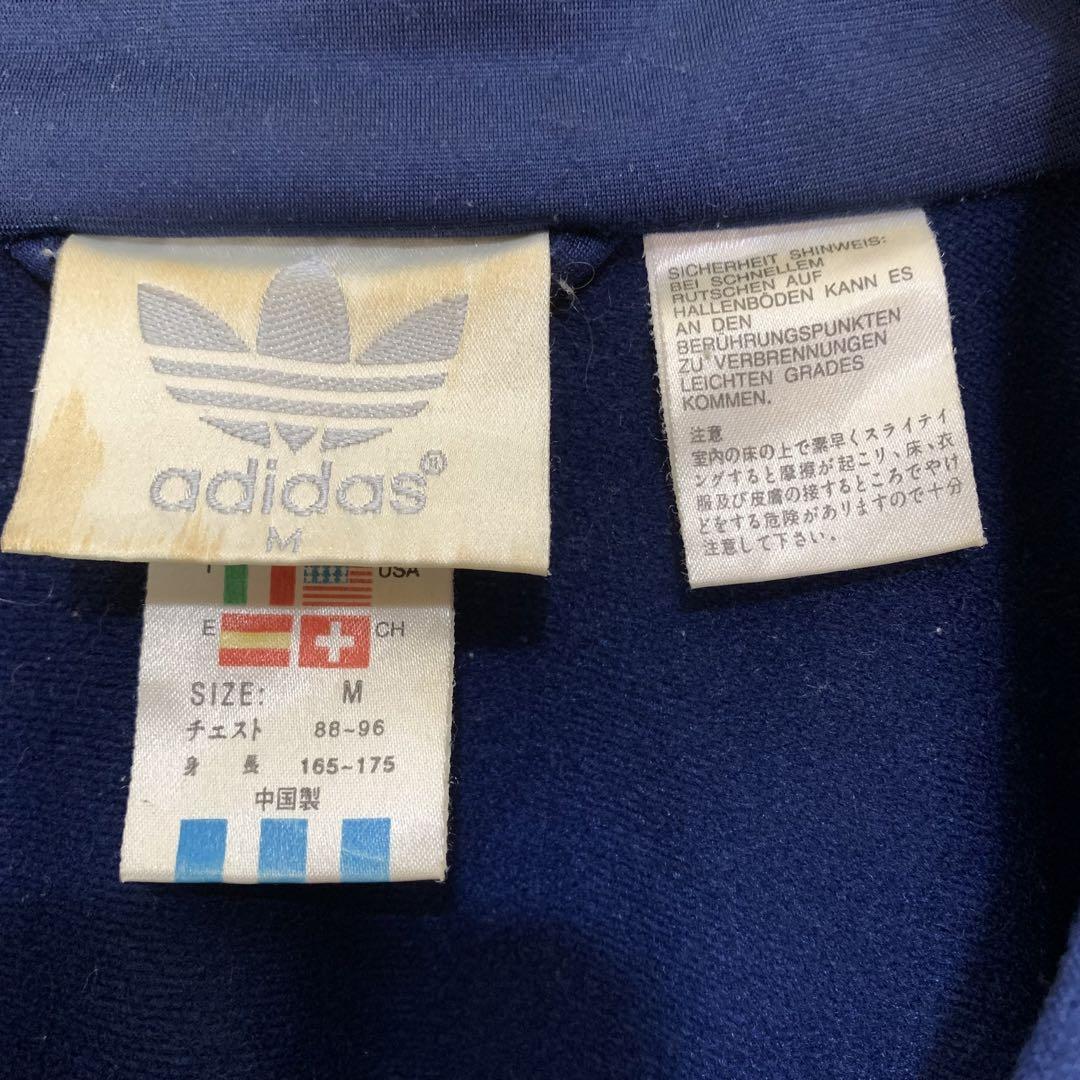 adidas®
M
I USA
E CH
SIZE: M
チェスト 88~96
身長 165~175
中国製
SICHERHEIT SHINWEIS:
BEI SCHNELLEM
RUTSCHEN AUF
HALLENBÖDEN KANN ES
AN DEN
BERÜHRUNGSPUNKTEN
ZU VERBRENNUNGEN
LEICHTEN GRADES
KOMMEN.
注意
室内の床の上で素早くスライテイ
ングすると摩擦が起こり、床、衣
服及び皮膚の接するところでやけ
どをする危険がありますので十分
注意して下さい.